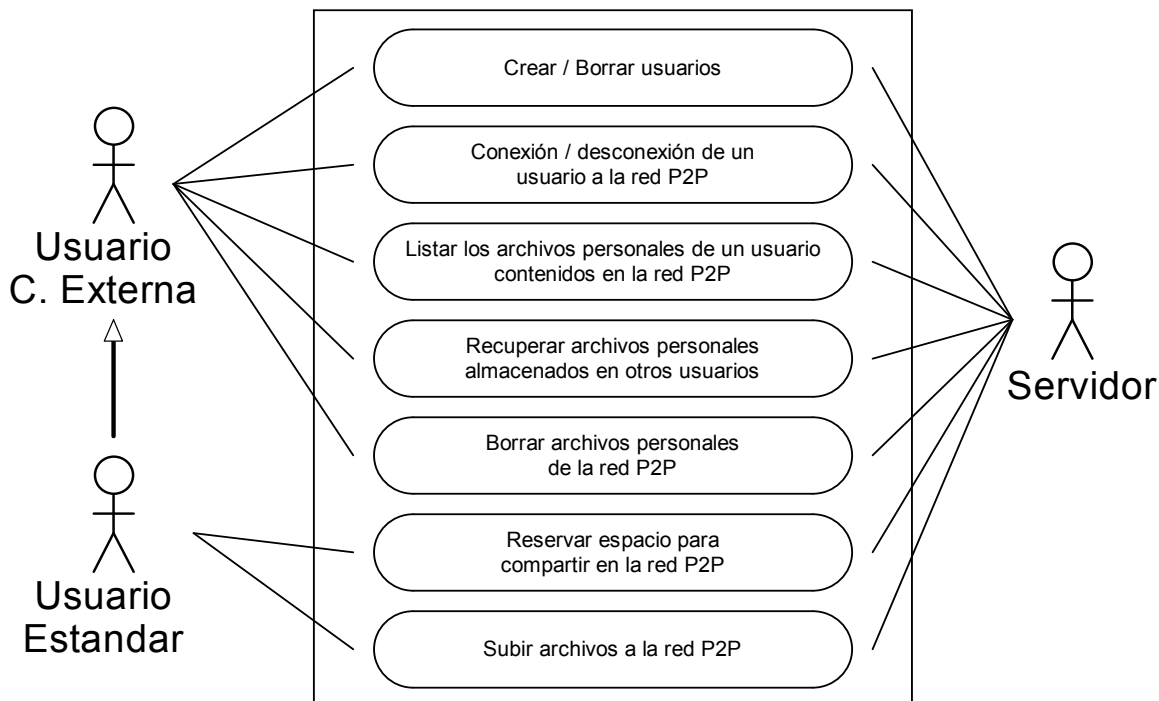 Crear / Borrar usuarios
Conexión / desconexión de un
usuario a la red P2P
Usuario
C. Externa
Listar los archivos personales de un usuario
contenidos en la red P2P
Recuperar archivos personales
almacenados en otros usuarios
Servidor
Borrar archivos personales
de la red P2P
Reservar espacio para
compartir en la red P2P
Usuario
Estandar
Subir archivos a la red P2P